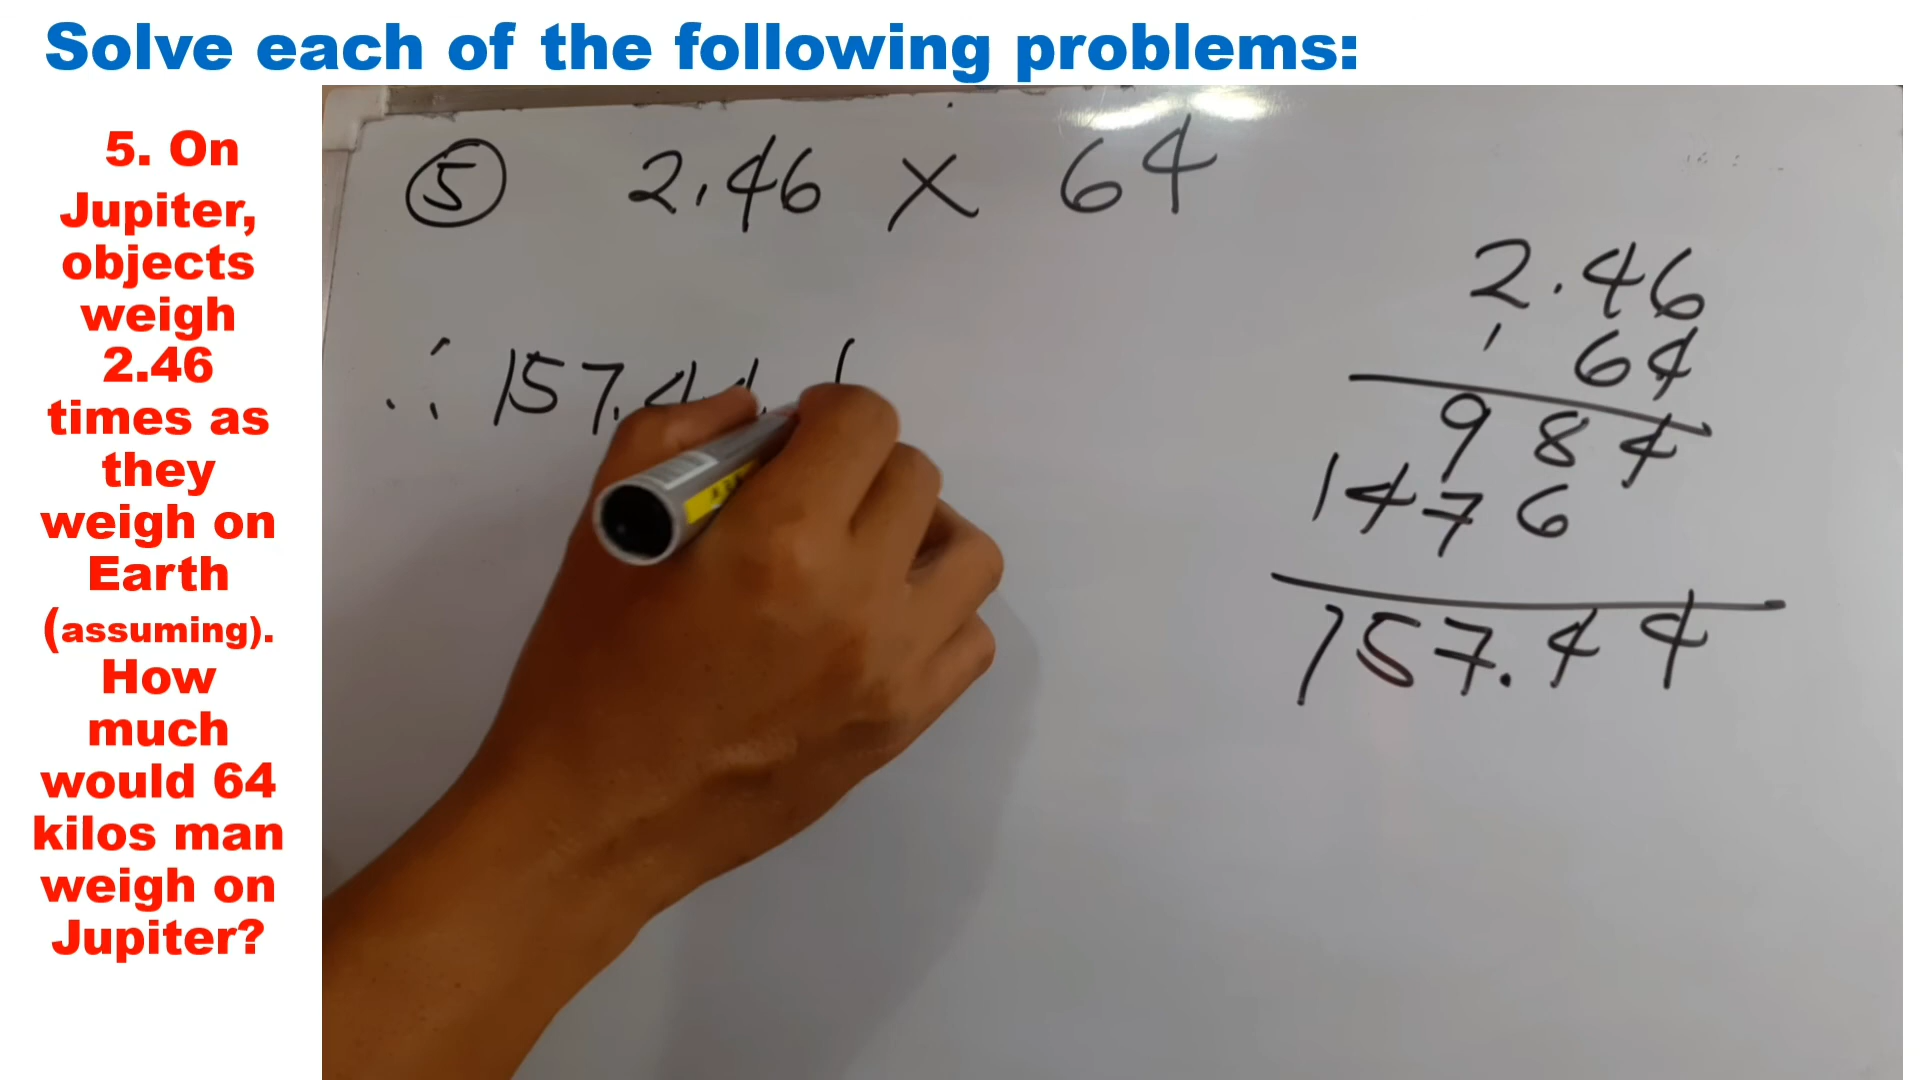 Solve each of the following problems:
5. On
Jupiter,
objects
weigh
2.46
times as
they
weigh on
Earth
(assuming).
How
much
would 64
kilos man
weigh on
Jupiter?
5 2.46 × 64
∴ 157.44
2.46
64
984
1476
157.44